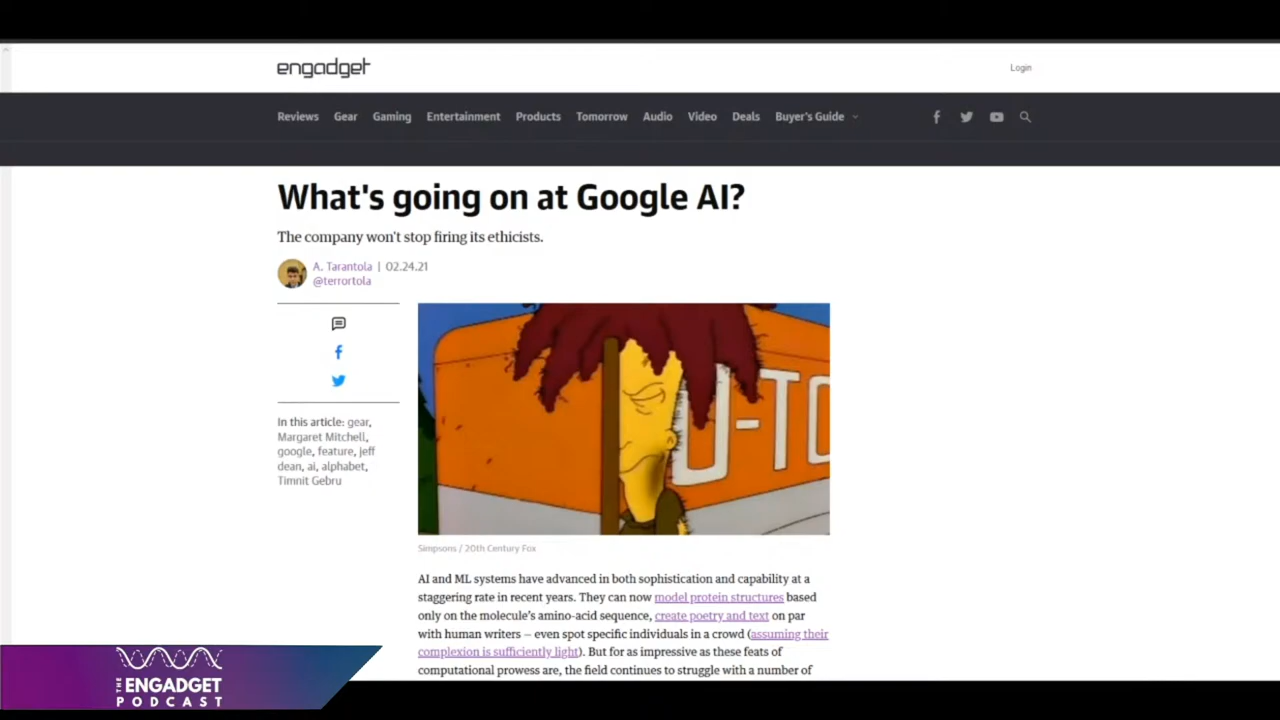 engadget
Login
Reviews Gear Gaming Entertainment Products Tomorrow Audio Video Deals Buyer's Guide
What's going on at Google AI?
The company won't stop firing its ethicists.
A. Tarantola | 02.24.21
@terrortola
In this article: gear,
Margaret Mitchell,
google, feature, jeff
dean, ai, alphabet,
Timnit Gebru
U-TO
Simpsons / 20th Century Fox
AI and ML systems have advanced in both sophistication and capability at a
staggering rate in recent years. They can now model protein structures based
only on the molecule's amino-acid sequence, create poetry and text on par
with human writers — even spot specific individuals in a crowd (assuming their
complexion is sufficiently light). But for as impressive as these feats of
computational prowess are, the field continues to struggle with a number of
THE
ENGADGET
PODCAST